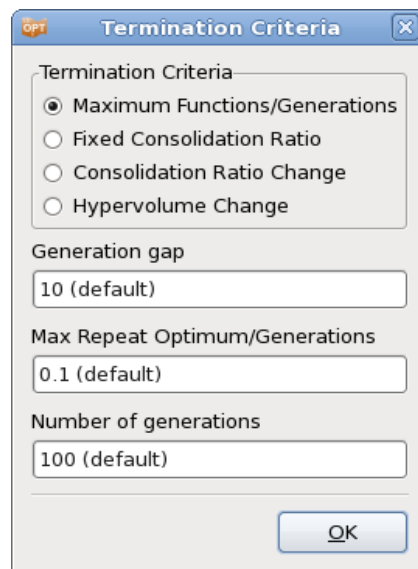 OPT Termination Criteria
Termination Criteria
Maximum Functions/Generations
Fixed Consolidation Ratio
Consolidation Ratio Change
Hypervolume Change
Generation gap
10 (default)
Max Repeat Optimum/Generations
0.1 (default)
Number of generations
100 (default)
OK